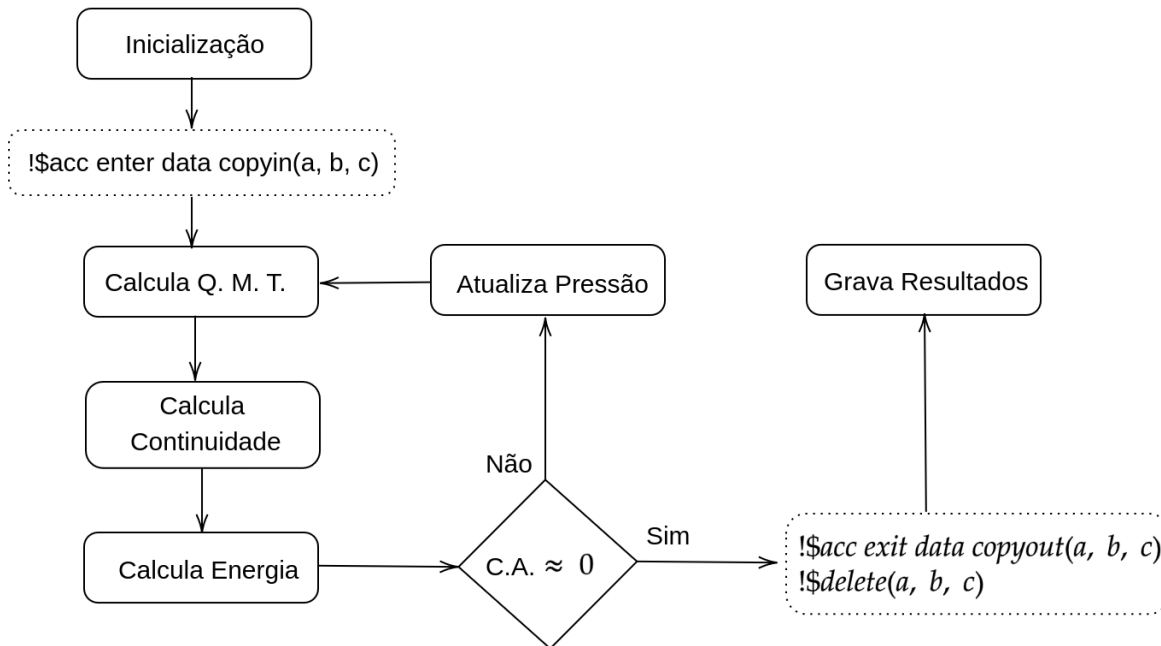 Inicialização
!$acc enter data copyin(a, b, c)
Calcula Q. M. T.
Atualiza Pressão
Grava Resultados
Calcula
Continuidade
Não
Sim
Calcula Energia
C.A. ≈ 0
!$acc exit data copyout(a, b, c)
!$delete(a, b, c)